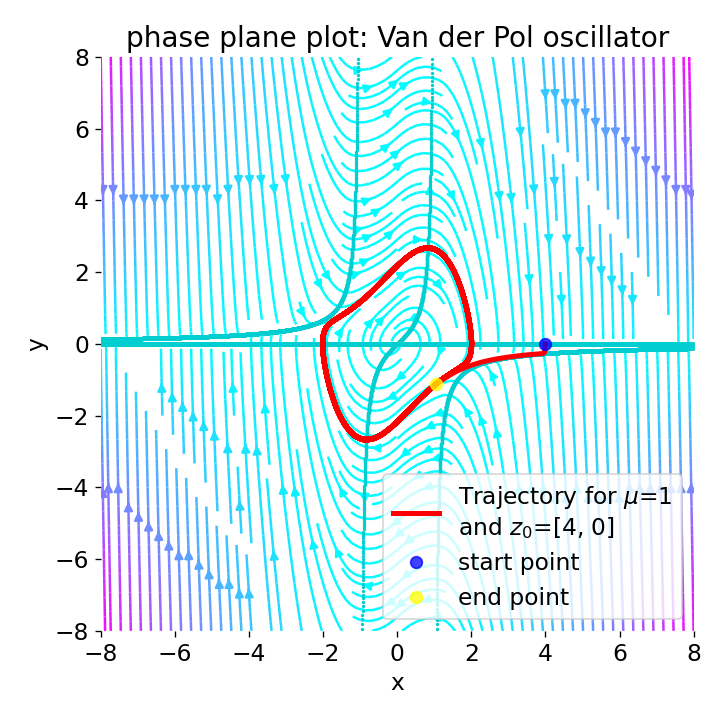 phase plane plot: Van der Pol oscillator
8
6
4
2
0
−2
−4
−6
−8
y
−8 −6 −4 −2 0 2 4 6 8
x
Trajectory for μ=1
and z₀=[4, 0]
start point
end point